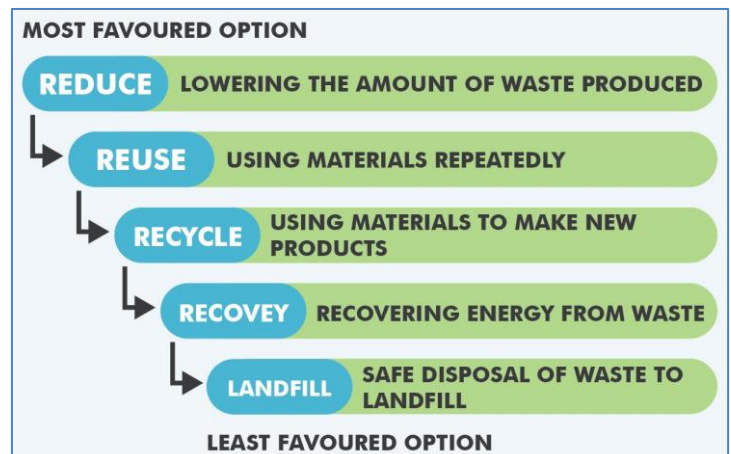 MOST FAVOURED OPTION
REDUCE LOWERING THE AMOUNT OF WASTE PRODUCED
REUSE USING MATERIALS REPEATEDLY
RECYCLE USING MATERIALS TO MAKE NEW
PRODUCTS
RECOVEY RECOVERING ENERGY FROM WASTE
LANDFILL SAFE DISPOSAL OF WASTE TO
LANDFILL
LEAST FAVOURED OPTION